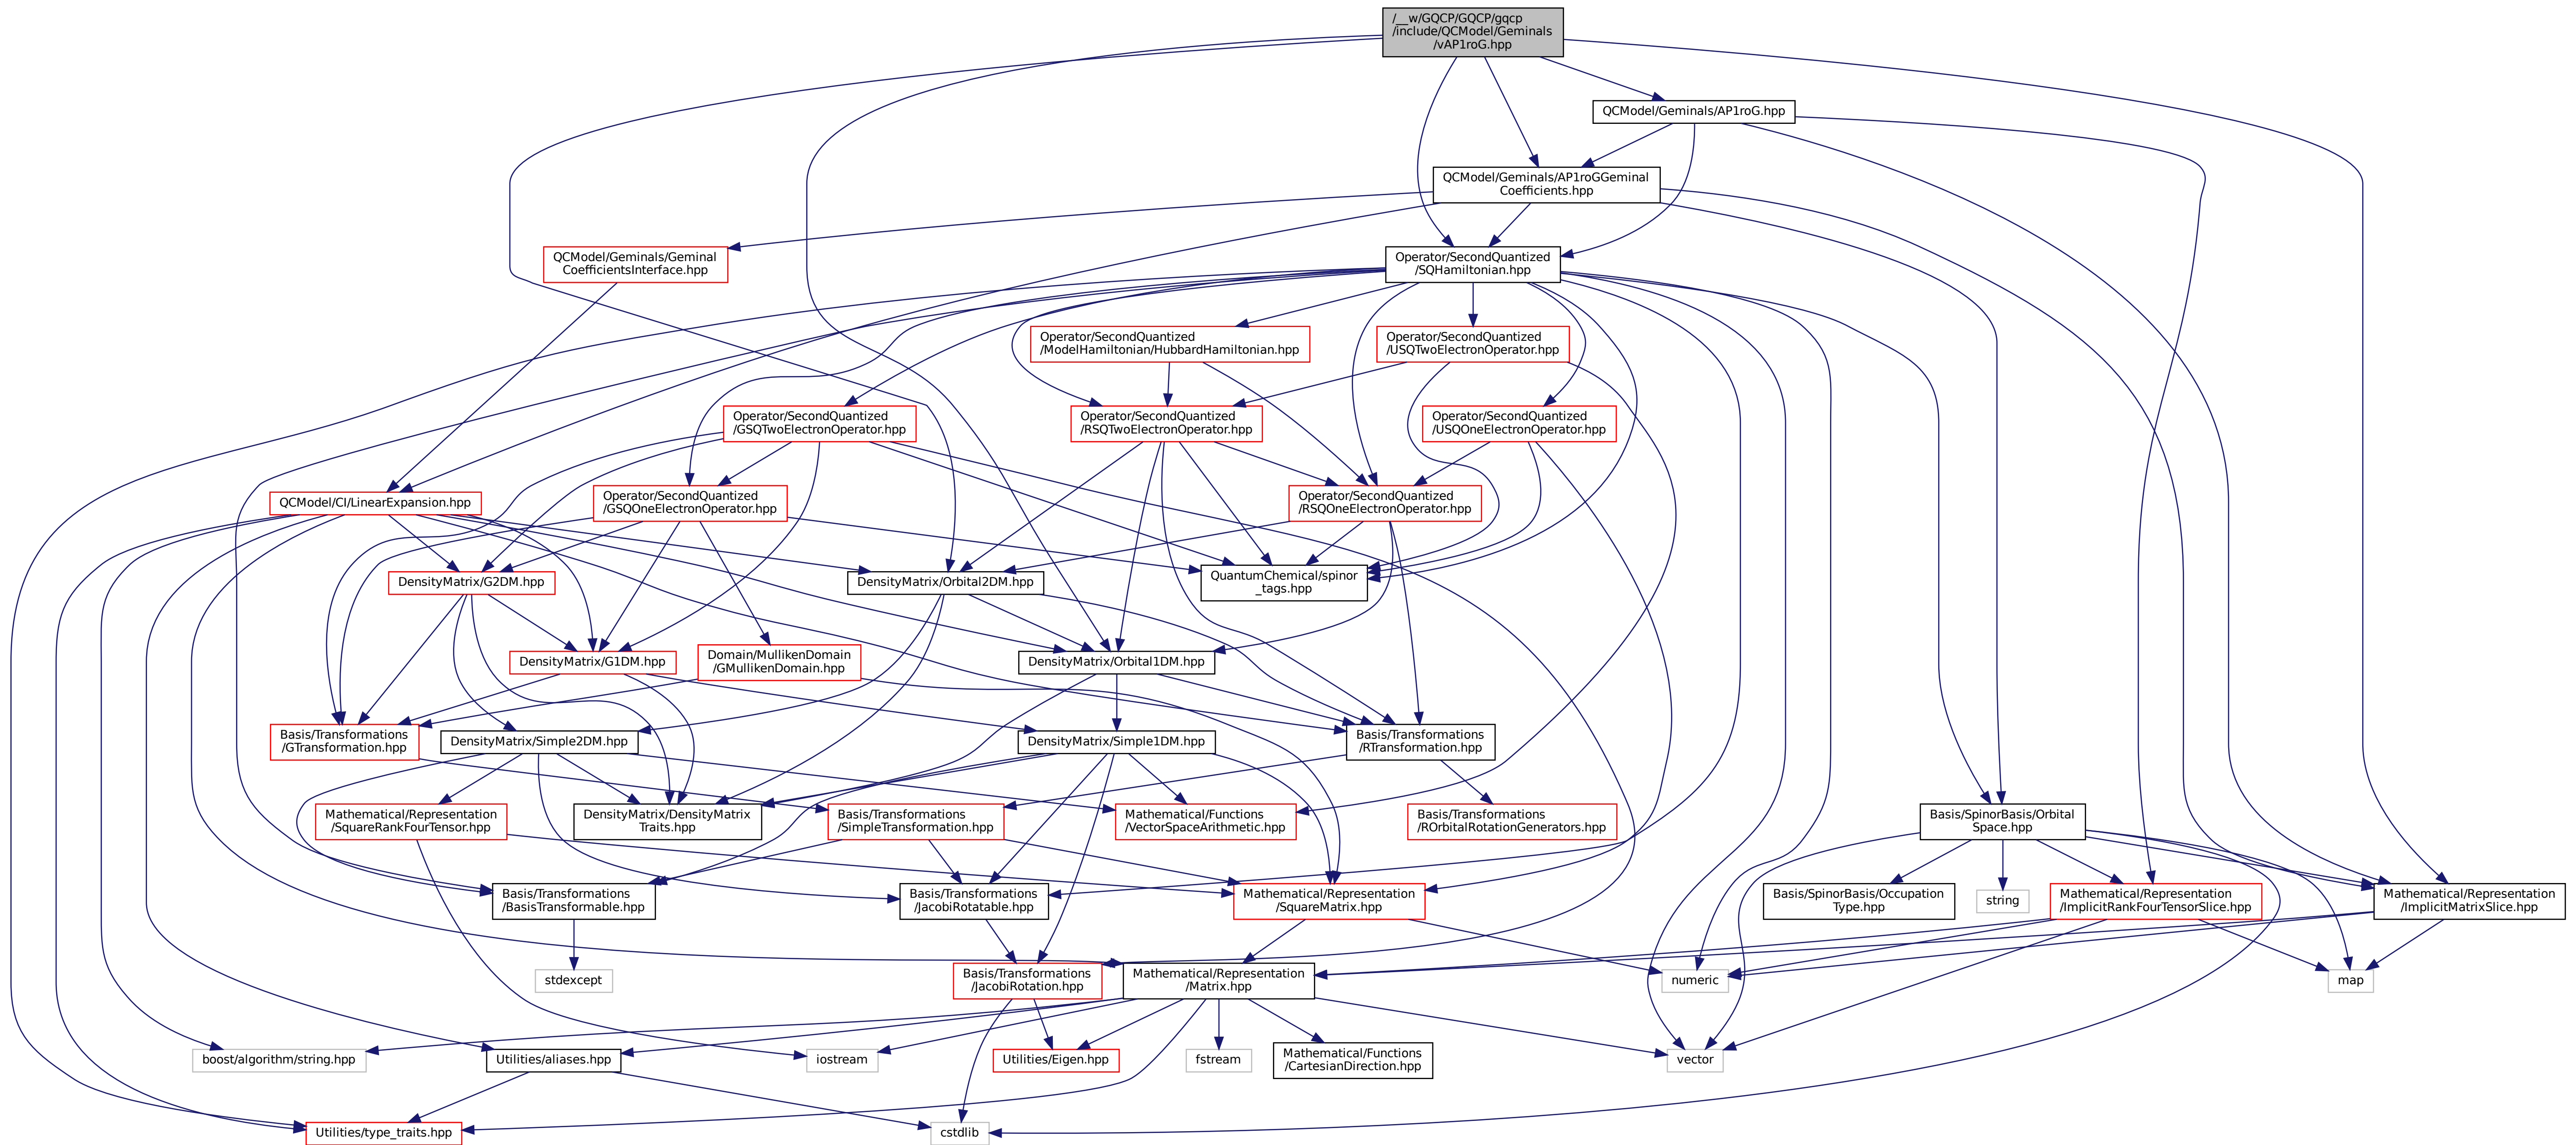 /__w/GQCP/GQCP/gqcp
/include/QCModel/Geminals
/vAP1roG.hpp
QCModel/Geminals/AP1roG.hpp
QCModel/Geminals/AP1roGGeminal
Coefficients.hpp
QCModel/Geminals/Geminal
CoefficientsInterface.hpp
Operator/SecondQuantized
/SQHamiltonian.hpp
Operator/SecondQuantized
/ModelHamiltonian/HubbardHamiltonian.hpp
Operator/SecondQuantized
/USQTwoElectronOperator.hpp
Operator/SecondQuantized
/GSQTwoElectronOperator.hpp
Operator/SecondQuantized
/RSQTwoElectronOperator.hpp
Operator/SecondQuantized
/USQOneElectronOperator.hpp
QCModel/CI/LinearExpansion.hpp
Operator/SecondQuantized
/GSQOneElectronOperator.hpp
Operator/SecondQuantized
/RSQOneElectronOperator.hpp
DensityMatrix/G2DM.hpp
DensityMatrix/Orbital2DM.hpp
QuantumChemical/spinor
_tags.hpp
DensityMatrix/G1DM.hpp
Domain/MullikenDomain
/GMullikenDomain.hpp
DensityMatrix/Orbital1DM.hpp
Basis/Transformations
/GTransformation.hpp
DensityMatrix/Simple2DM.hpp
DensityMatrix/Simple1DM.hpp
Basis/Transformations
/RTransformation.hpp
Mathematical/Representation
/SquareRankFourTensor.hpp
DensityMatrix/DensityMatrix
Traits.hpp
Basis/Transformations
/SimpleTransformation.hpp
Mathematical/Functions
/VectorSpaceArithmetic.hpp
Basis/Transformations
/ROrbitalRotationGenerators.hpp
Basis/SpinorBasis/Orbital
Space.hpp
Basis/Transformations
/BasisTransformable.hpp
Basis/Transformations
/JacobiRotatable.hpp
Mathematical/Representation
/SquareMatrix.hpp
Basis/SpinorBasis/Occupation
Type.hpp
string
Mathematical/Representation
/ImplicitRankFourTensorSlice.hpp
Mathematical/Representation
/ImplicitMatrixSlice.hpp
stdexcept
Basis/Transformations
/JacobiRotation.hpp
Mathematical/Representation
/Matrix.hpp
numeric
map
boost/algorithm/string.hpp
Utilities/aliases.hpp
iostream
Utilities/Eigen.hpp
fstream
Mathematical/Functions
/CartesianDirection.hpp
vector
Utilities/type_traits.hpp
cstdlib